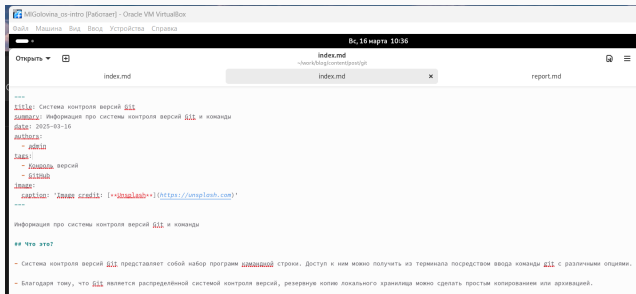 MIGolovina_os-intro [Работает] - Oracle VM VirtualBox
Файл Машина Вид Ввод Устройства Справка
Вс, 16 марта 10:36
Открыть
index.md
~/work/blog/content/post/git
index.md
index.md
report.md
---
title: Система контроля версий Git
summary: Информация про системы контроля версий Git и команды
date: 2025-03-16
authors:
- admin
tags:
- Конроль версий
- GitHub
image:
caption: 'Image credit: [**Unsplash**](https://unsplash.com)'
---
Информация про системы контроля версий Git и команды
## Что это?
- Система контроля версий Git представляет собой набор программ камандной строки. Доступ к ним можно получить из терминала посредством ввода команды git с различными опциями.
- Благодаря тому, что Git является распределённой системой контроля версий, резервную копию локального хранилища можно сделать простым копированием или архивацией.